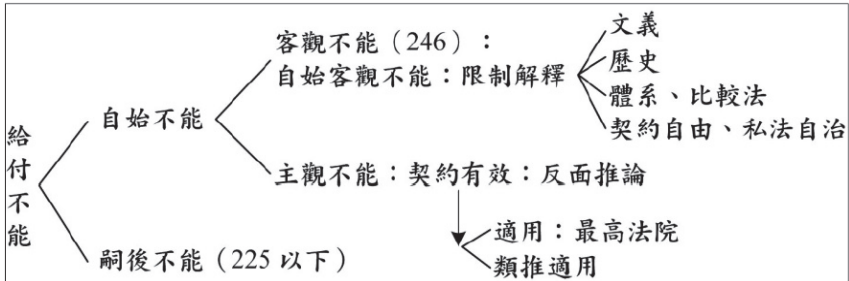 給付不能
自始不能
客觀不能（246）：
自始客觀不能：限制解釋
文義
歷史
體系、比較法
契約自由、私法自治
主觀不能：契約有效：反面推論
適用：最高法院
類推適用
嗣後不能（225 以下）